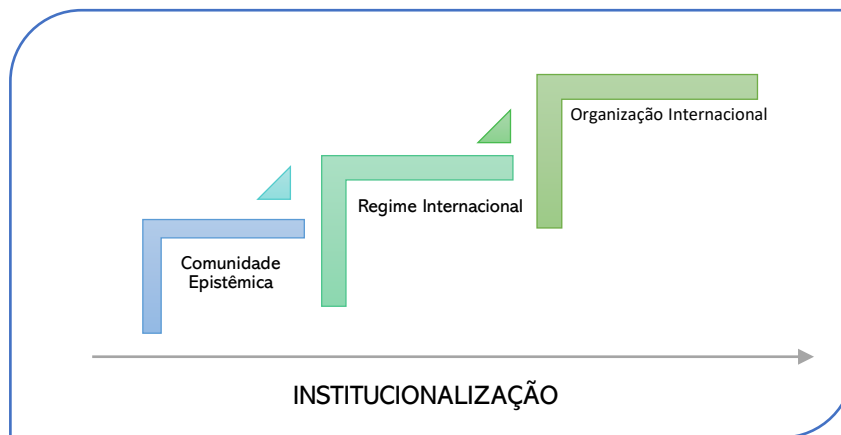 Organização Internacional
Regime Internacional
Comunidade
Epistêmica
INSTITUCIONALIZAÇÃO